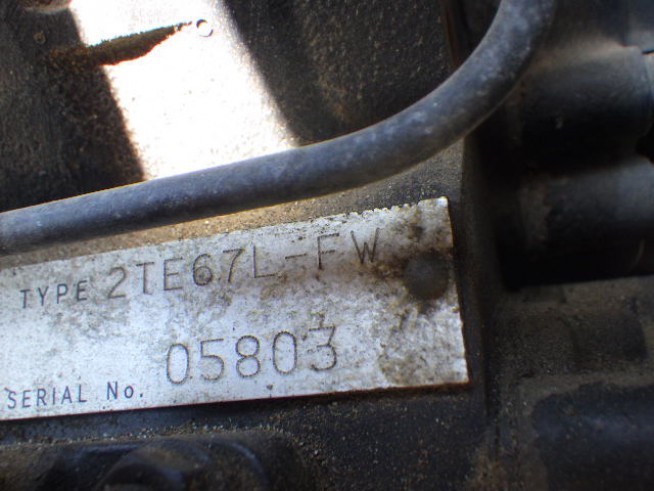 TYPE 2TE67L-FW
SERIAL No. 05803